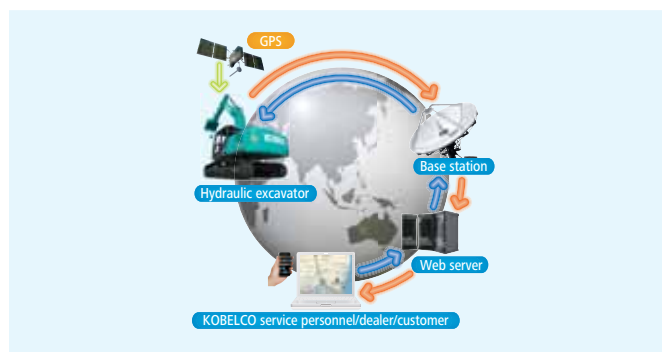 GPS
Base station
Hydraulic excavator
Web server
KOBELCO service personnel/dealer/customer